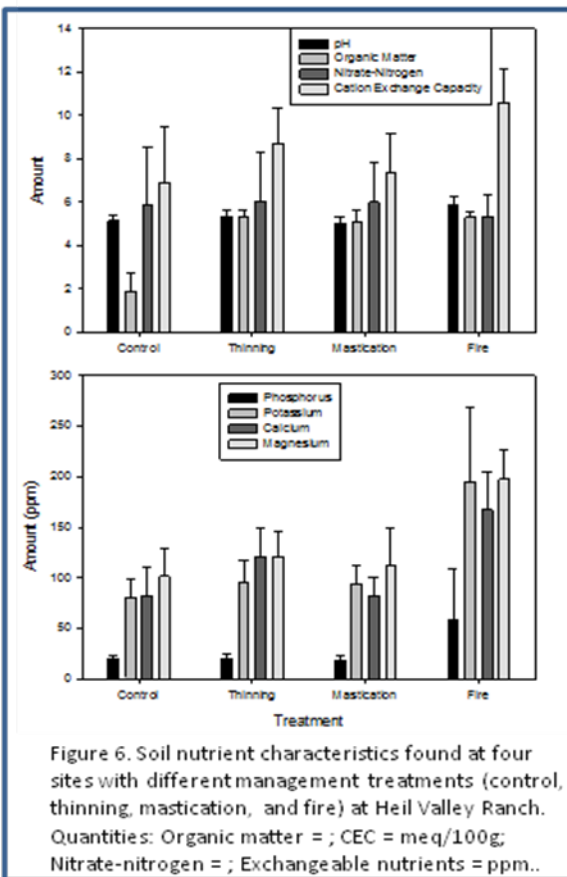 14
12
10
8
6
4
2
0
Amount
pH
Organic Matter
Nitrate-Nitrogen
Cation Exchange Capacity
Control Thinning Mastication Fire
300
250
200
150
100
50
0
Amount (ppm)
Phosphorus
Potassium
Calcium
Magnesium
Control Thinning Mastication Fire
Treatment
Figure 6. Soil nutrient characteristics found at four
sites with different management treatments (control,
thinning, mastication, and fire) at Heil Valley Ranch.
Quantities: Organic matter = ; CEC = meq/100g;
Nitrate-nitrogen = ; Exchangeable nutrients = ppm..